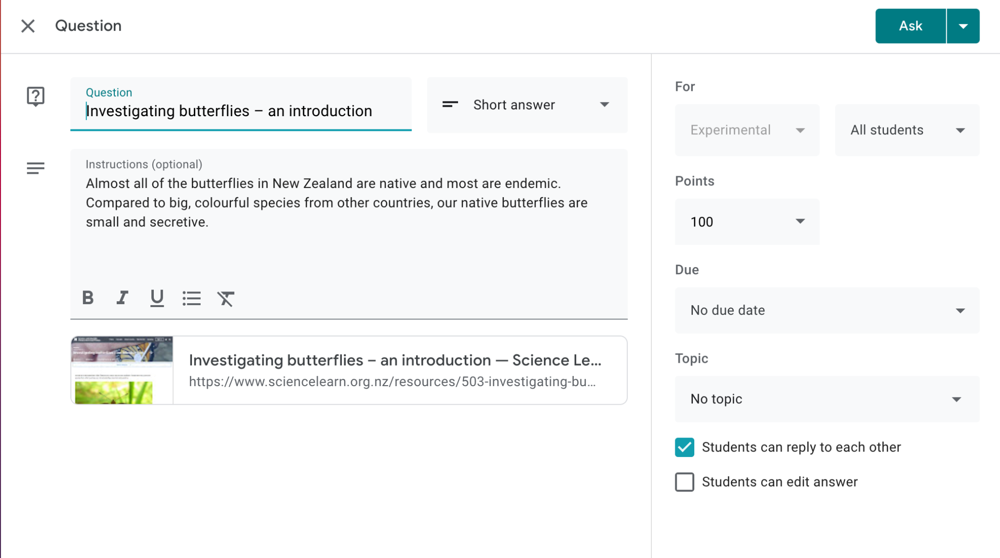 Question
Ask
Question
Investigating butterflies – an introduction
Short answer
Instructions (optional)
Almost all of the butterflies in New Zealand are native and most are endemic.
Compared to big, colourful species from other countries, our native butterflies are
small and secretive.
B I U
Investigating butterflies – an introduction — Science Le...
https://www.sciencelearn.org.nz/resources/503-investigating-bu...
For
Experimental
All students
Points
100
Due
No due date
Topic
No topic
Students can reply to each other
Students can edit answer